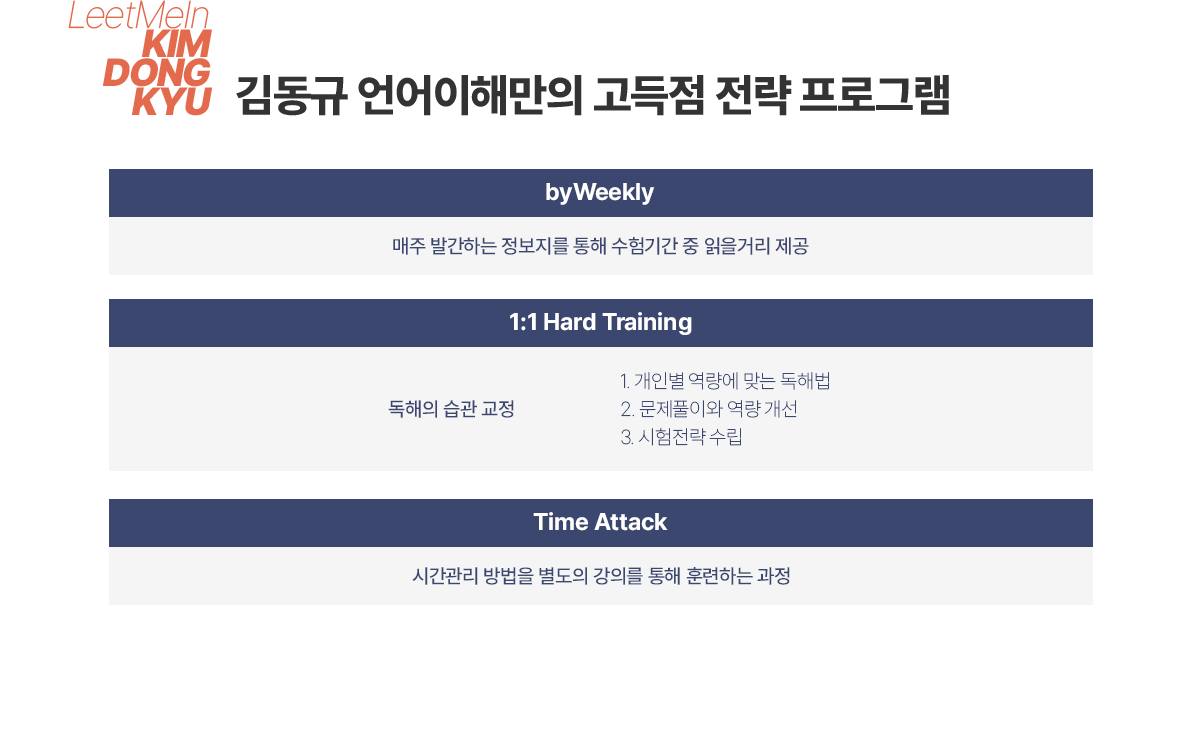 LeetMeIn
KIM
DONG
KYU
김동규 언어이해만의 고득점 전략 프로그램
byWeekly
매주 발간하는 정보지를 통해 수험기간 중 읽을거리 제공
1:1 Hard Training
독해의 습관 교정
1. 개인별 역량에 맞는 독해법
2. 문제풀이와 역량 개선
3. 시험전략 수립
Time Attack
시간관리 방법을 별도의 강의를 통해 훈련하는 과정